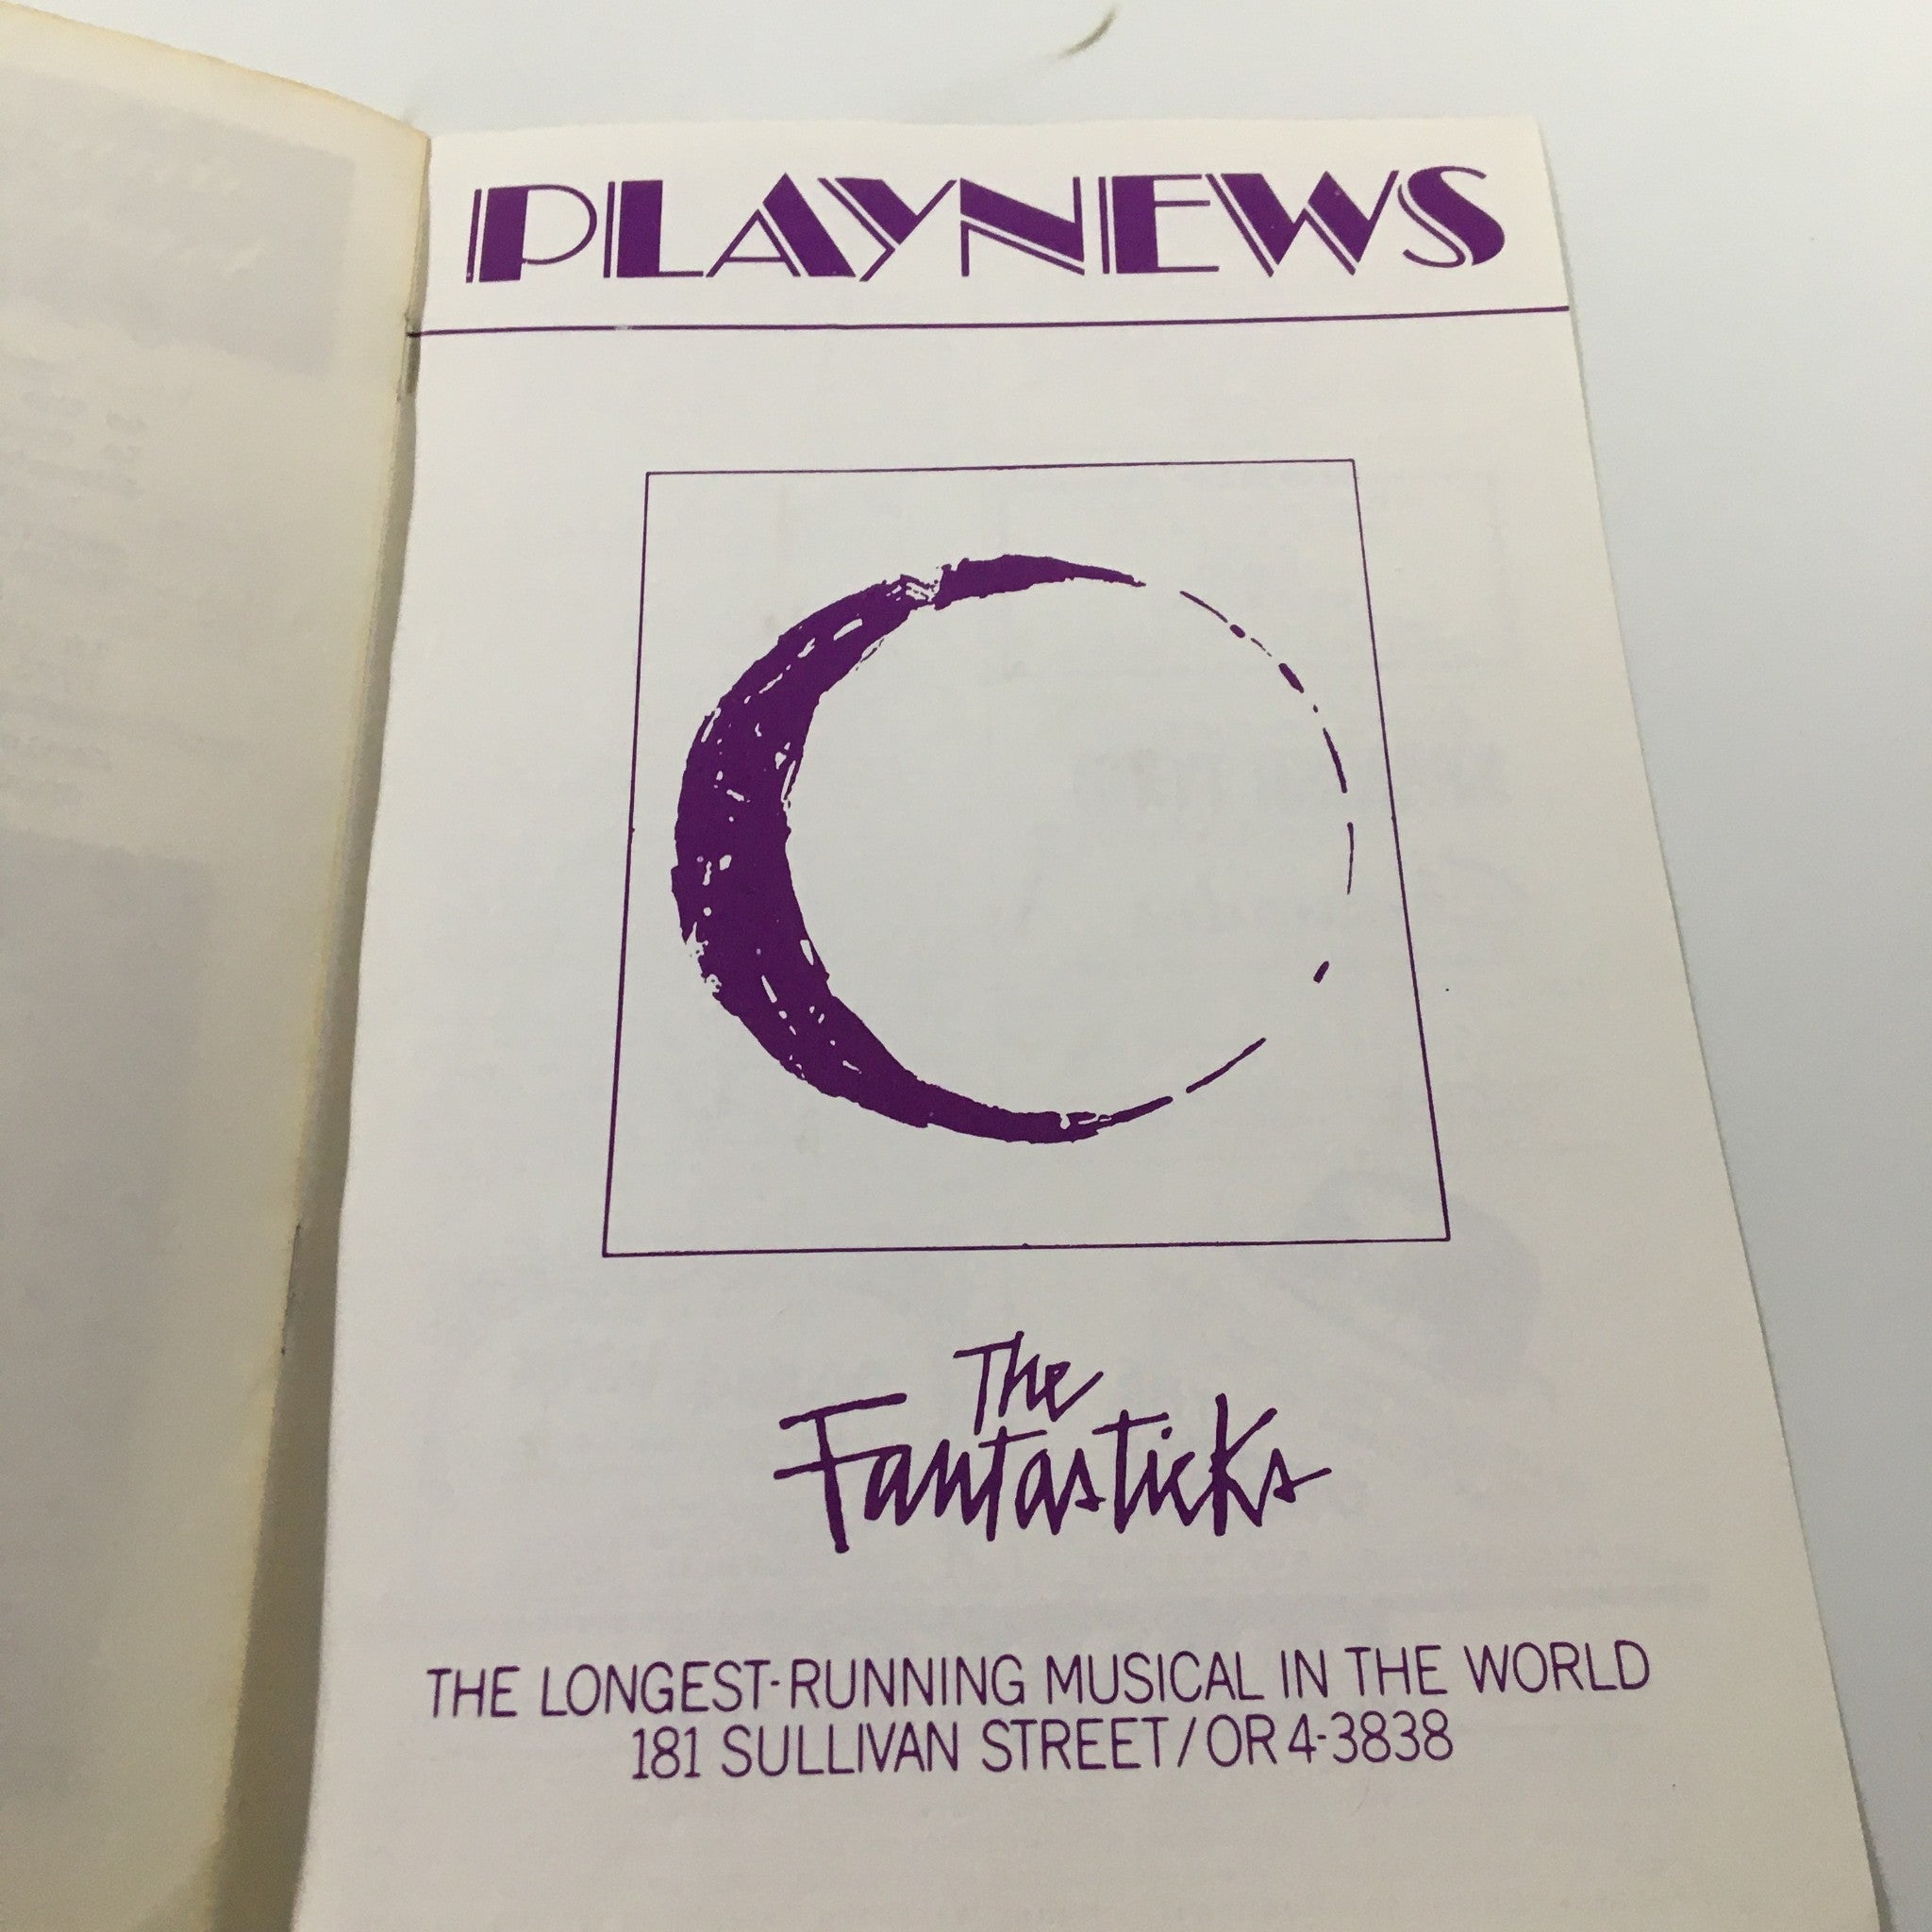 PLAYNEWS
The
Fantasticks
THE LONGEST-RUNNING MUSICAL IN THE WORLD
181 SULLIVAN STREET/OR 4-3838